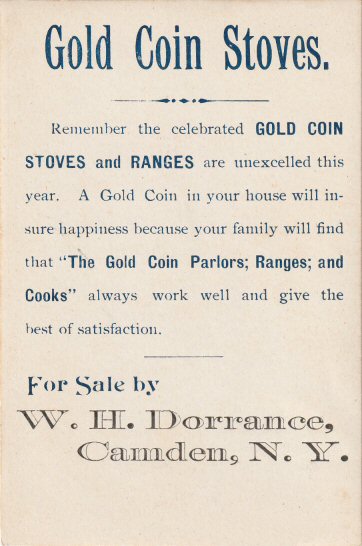 Gold Coin Stoves.
Remember the celebrated GOLD COIN
STOVES and RANGES are unexcelled this
year. A Gold Coin in your house will in-
sure happiness because your family will find
that "The Gold Coin Parlors; Ranges; and
Cooks" always work well and give the
best of satisfaction.
For Sale by
W. H. Dorrance,
Camden, N. Y.